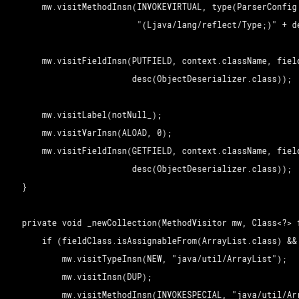 mw.visitMethodInsn(INVOKEVIRTUAL, type(ParserConfig
"(Ljava/lang/reflect/Type;)" + de
mw.visitFieldInsn(PUTFIELD, context.className, fiel
desc(ObjectDeserializer.class));
mw.visitLabel(notNull_);
mw.visitVarInsn(ALOAD, 0);
mw.visitFieldInsn(GETFIELD, context.className, fiel
desc(ObjectDeserializer.class));
}
private void _newCollection(MethodVisitor mw, Class<?>
if (fieldClass.isAssignableFrom(ArrayList.class) &&
mw.visitTypeInsn(NEW, "java/util/ArrayList");
mw.visitInsn(DUP);
mw.visitMethodInsn(INVOKESPECIAL, "java/util/Arr